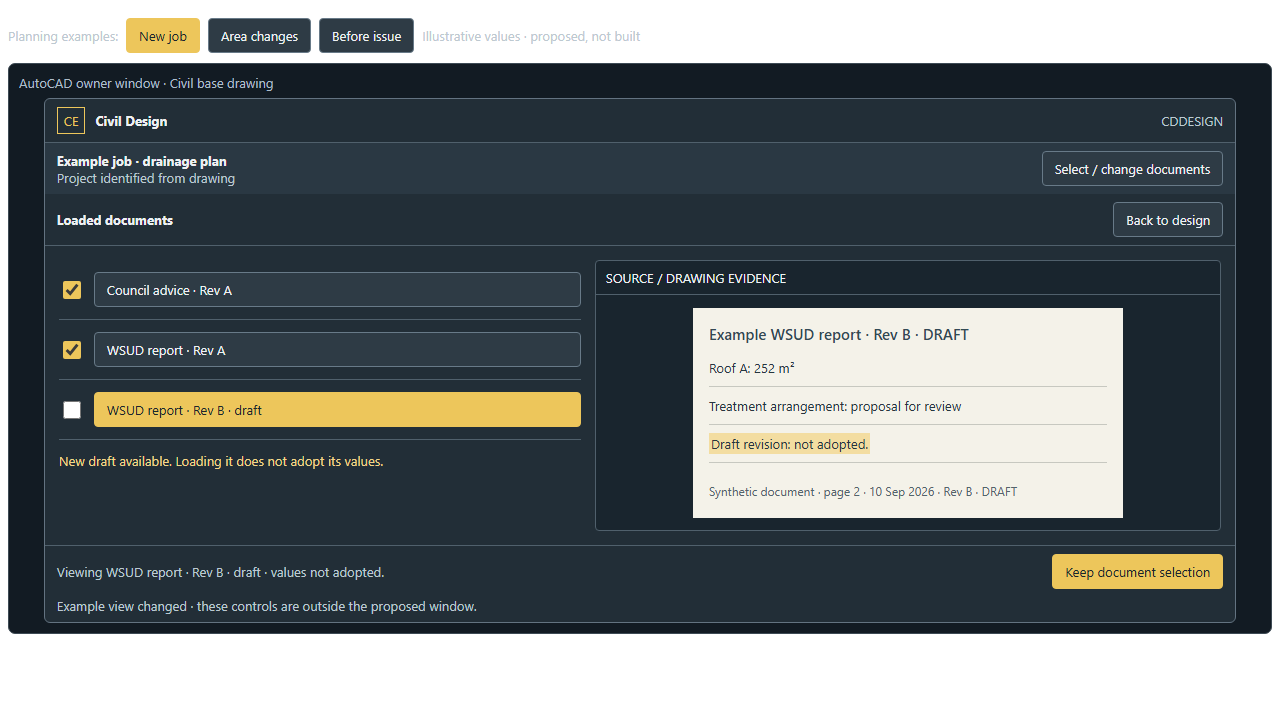 Planning examples: New job Area changes Before issue Illustrative values · proposed, not built
AutoCAD owner window · Civil base drawing
CE Civil Design CDDESIGN
Example job · drainage plan
Project identified from drawing
Select / change documents
Loaded documents
Back to design
Council advice · Rev A
WSUD report · Rev A
WSUD report · Rev B · draft
New draft available. Loading it does not adopt its values.
SOURCE / DRAWING EVIDENCE
Example WSUD report · Rev B · DRAFT
Roof A: 252 m²
Treatment arrangement: proposal for review
Draft revision: not adopted.
Synthetic document · page 2 · 10 Sep 2026 · Rev B · DRAFT
Viewing WSUD report · Rev B · draft · values not adopted.
Keep document selection
Example view changed · these controls are outside the proposed window.